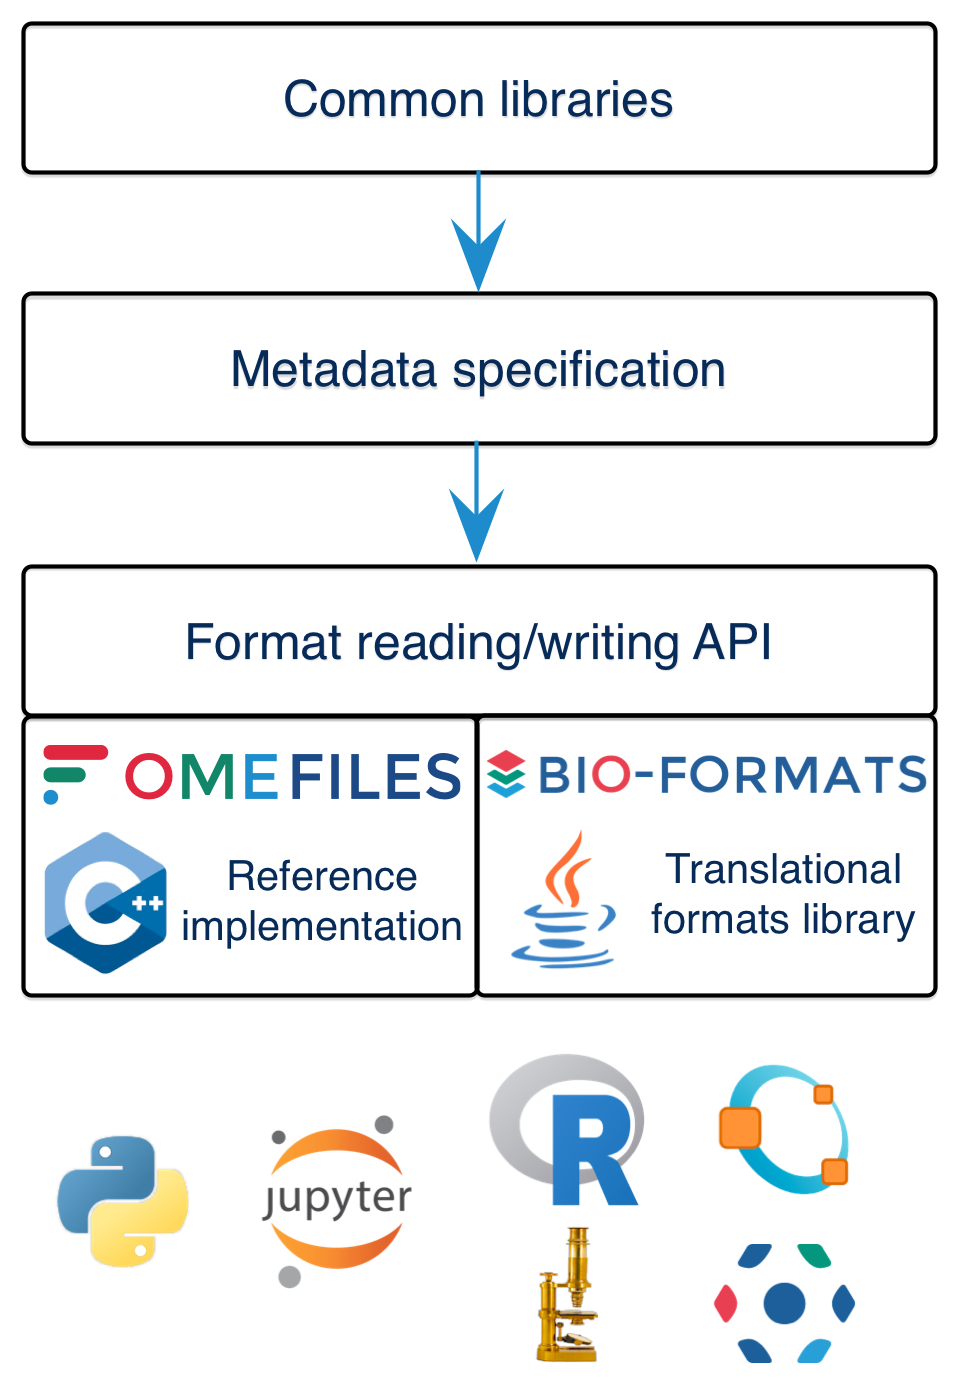 Common libraries
Metadata specification
Format reading/writing API
OMEFILES
C++
Reference
implementation
BIO-FORMATS
Translational
formats library
jupyter
R